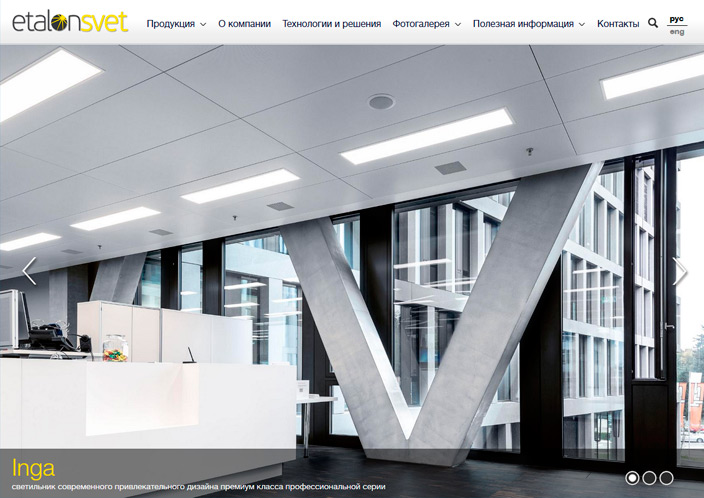 etalonsvet
Продукция О компании Технологии и решения Фотогалерея Полезная информация Контакты рус
eng
Inga
светильник современного привлекательного дизайна премиум класса профессиональной серии